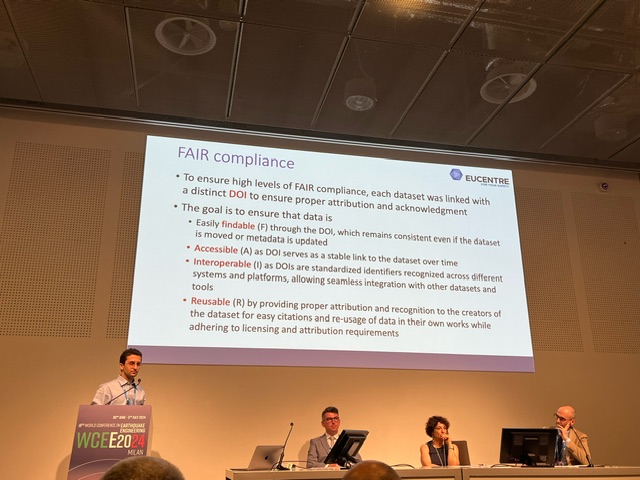 FAIR compliance
EUCENTRE
FOR YOUR SAFETY.
• To ensure high levels of FAIR compliance, each dataset was linked with
a distinct DOI to ensure proper attribution and acknowledgment
• The goal is to ensure that data is
• Easily findable (F) through the DOI, which remains consistent even if the dataset
is moved or metadata is updated
• Accessible (A) as DOI serves as a stable link to the dataset over time
• Interoperable (I) as DOIs are standardized identifiers recognized across different
systems and platforms, allowing seamless integration with other datasets and
tools
• Reusable (R) by providing proper attribution and recognition to the creators of
the dataset for easy citations and re-usage of data in their own works while
adhering to licensing and attribution requirements
18TH WORLD CONFERENCE ON EARTHQUAKE
ENGINEERING
WCEE2024
MILAN